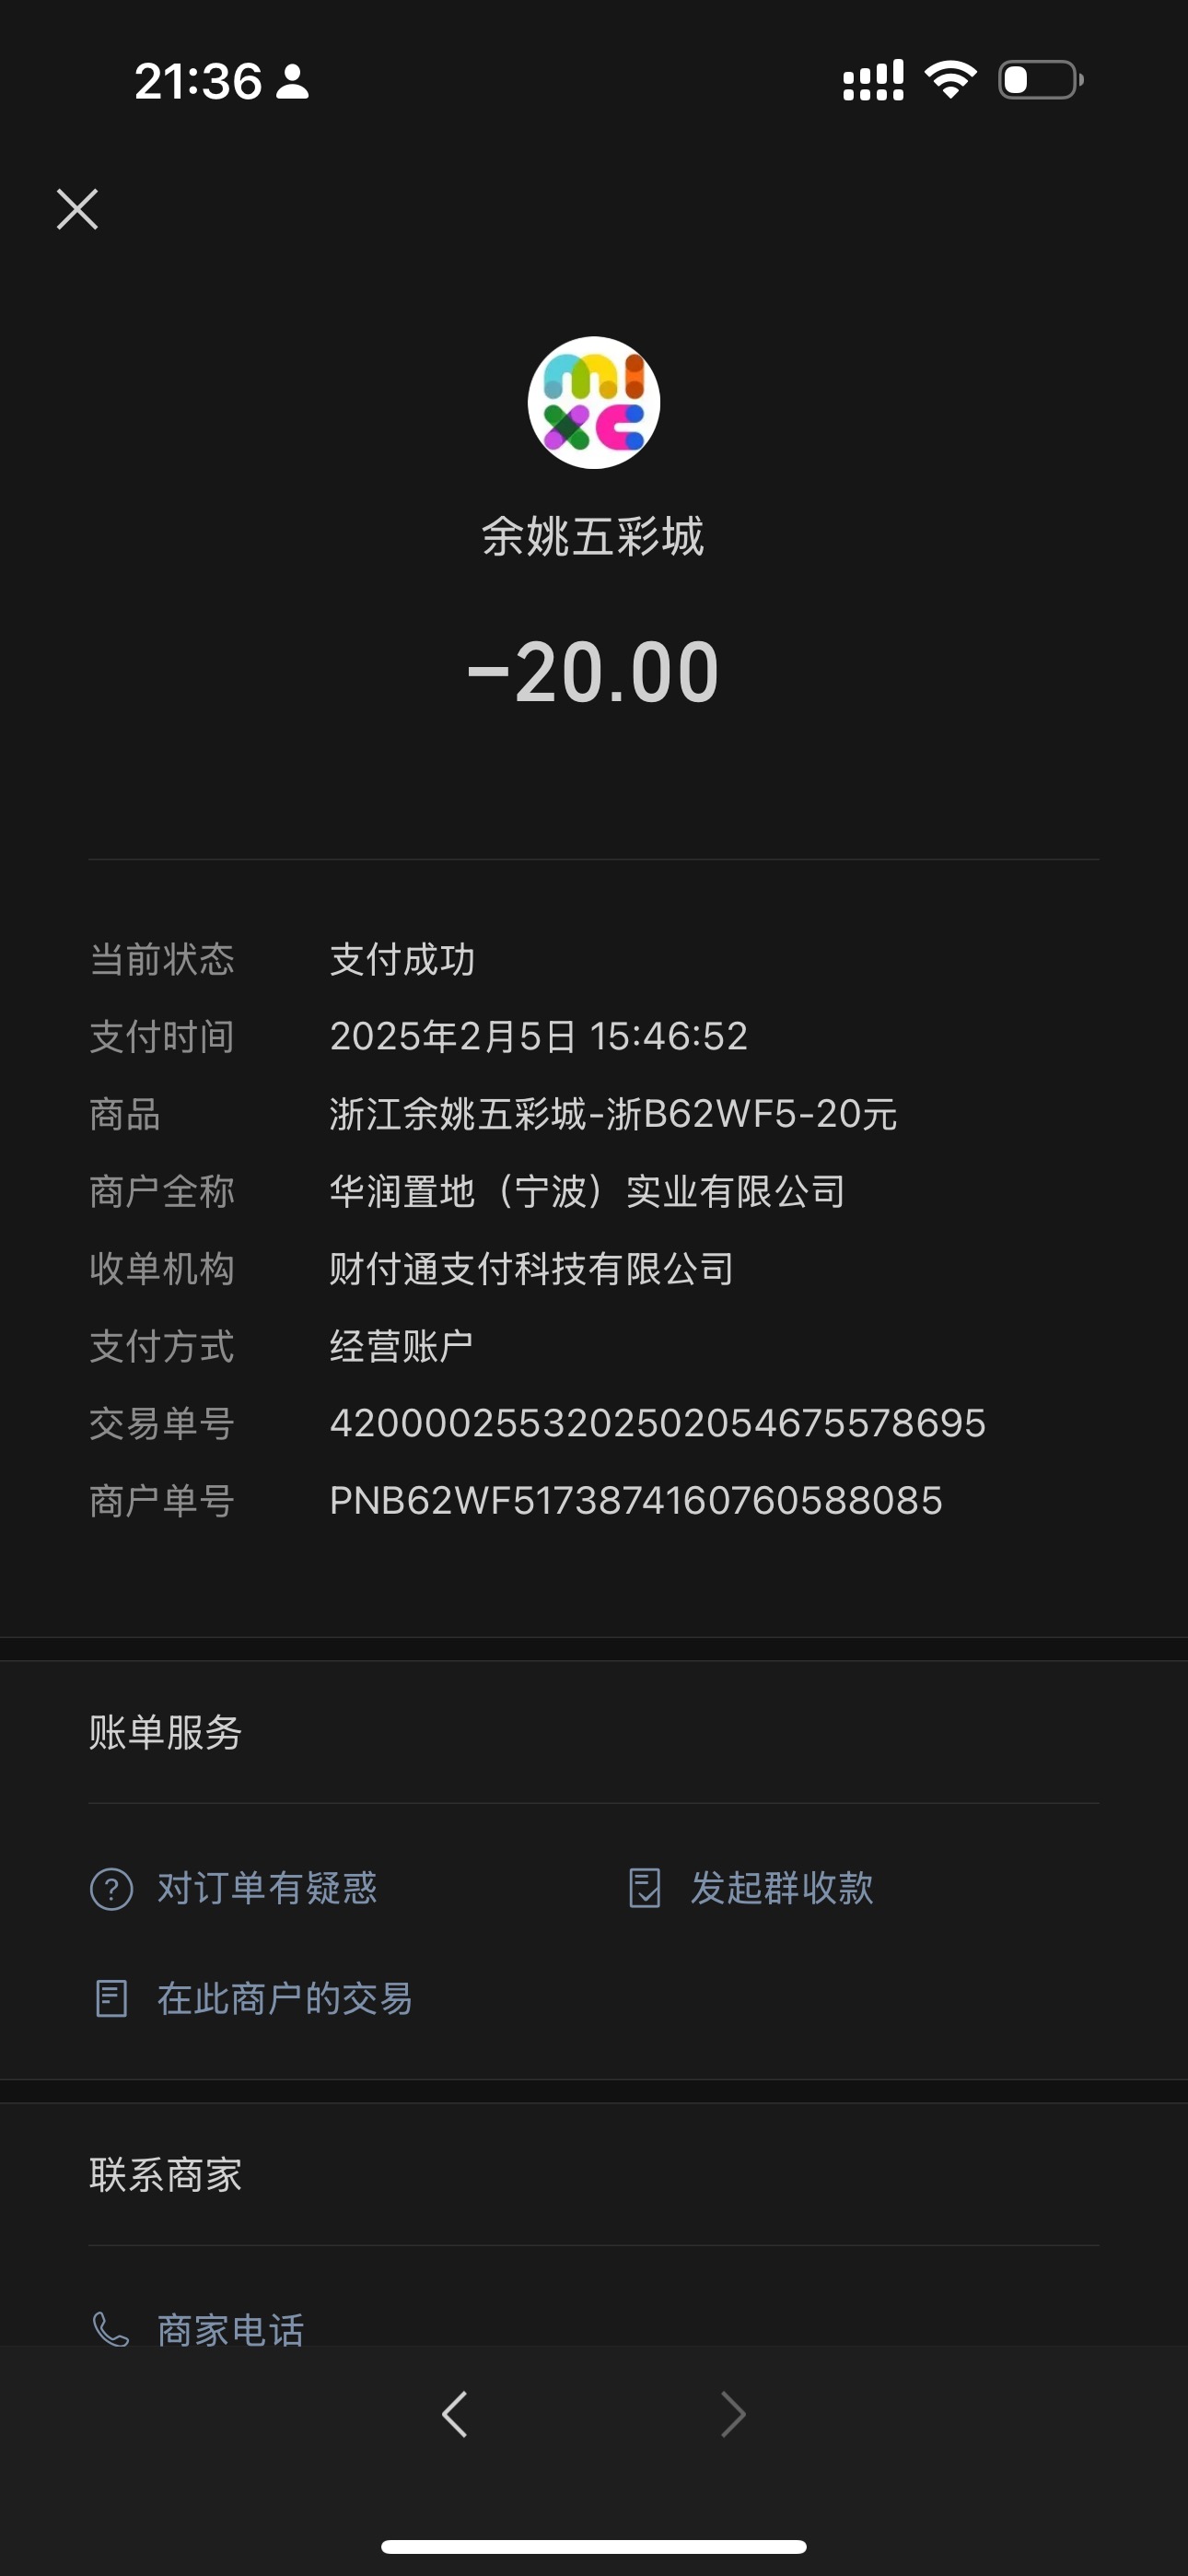 21:36
mixc
余姚五彩城
-20.00
当前状态 支付成功
支付时间 2025年2月5日 15:46:52
商品 浙江余姚五彩城-浙B62WF5-20元
商户全称 华润置地（宁波）实业有限公司
收单机构 财付通支付科技有限公司
支付方式 经营账户
交易单号 4200002553202502054675578695
商户单号 PNB62WF51738741607605​88085
账单服务
对订单有疑惑 发起群收款
在此商户的交易
联系商家
商家电话